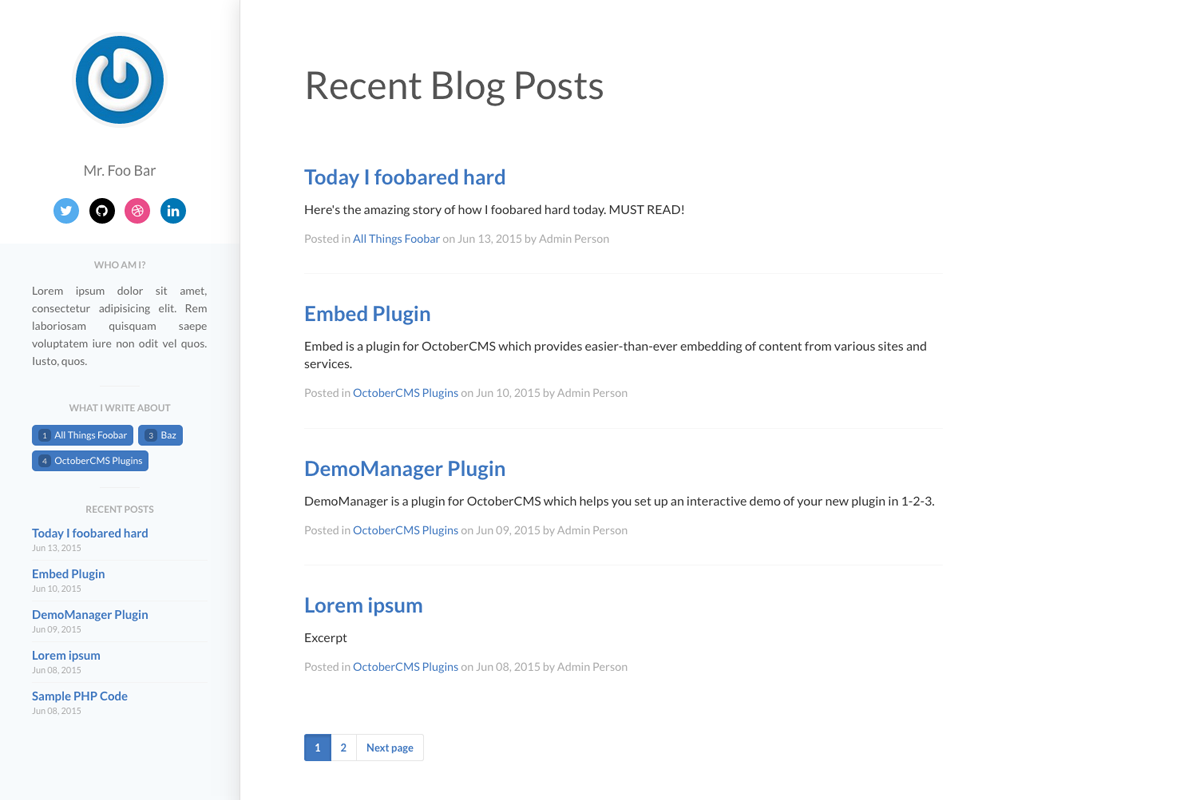 Mr. Foo Bar
WHO AM I?
Lorem ipsum dolor sit amet,
consectetur adipisicing elit. Rem
laboriosam quisquam saepe
voluptatem iure non odit vel quos.
Iusto, quos.
WHAT I WRITE ABOUT
1 All Things Foobar 3 Baz
4 OctoberCMS Plugins
RECENT POSTS
Today I foobared hard
Jun 13, 2015
Embed Plugin
Jun 10, 2015
DemoManager Plugin
Jun 09, 2015
Lorem ipsum
Jun 08, 2015
Sample PHP Code
Jun 08, 2015
Recent Blog Posts
Today I foobared hard
Here's the amazing story of how I foobared hard today. MUST READ!
Posted in All Things Foobar on Jun 13, 2015 by Admin Person
Embed Plugin
Embed is a plugin for OctoberCMS which provides easier-than-ever embedding of content from various sites and
services.
Posted in OctoberCMS Plugins on Jun 10, 2015 by Admin Person
DemoManager Plugin
DemoManager is a plugin for OctoberCMS which helps you set up an interactive demo of your new plugin in 1-2-3.
Posted in OctoberCMS Plugins on Jun 09, 2015 by Admin Person
Lorem ipsum
Excerpt
Posted in OctoberCMS Plugins on Jun 08, 2015 by Admin Person
1 2 Next page